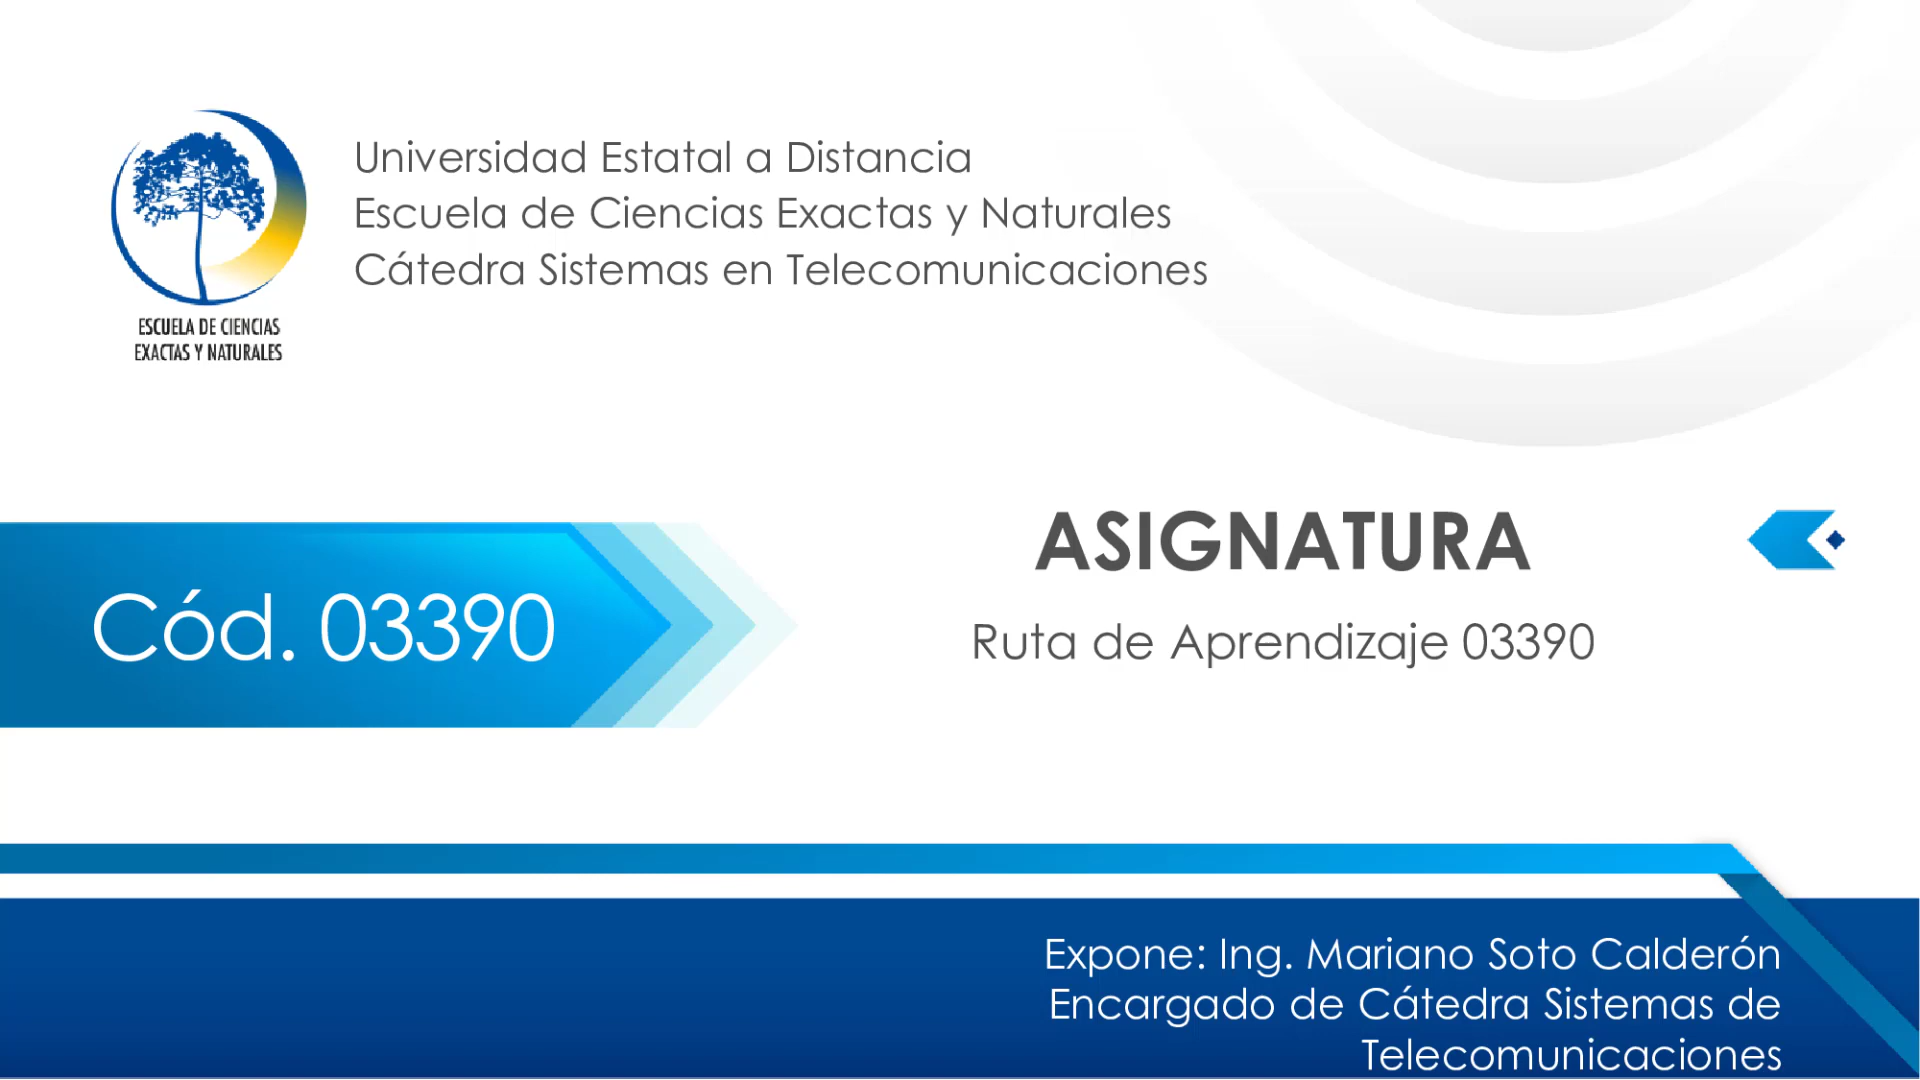 Universidad Estatal a Distancia
Escuela de Ciencias Exactas y Naturales
Cátedra Sistemas en Telecomunicaciones
ESCUELA DE CIENCIAS
EXACTAS Y NATURALES
Cód. 03390
ASIGNATURA
Ruta de Aprendizaje 03390
Expone: Ing. Mariano Soto Calderón
Encargado de Cátedra Sistemas de
Telecomunicaciones